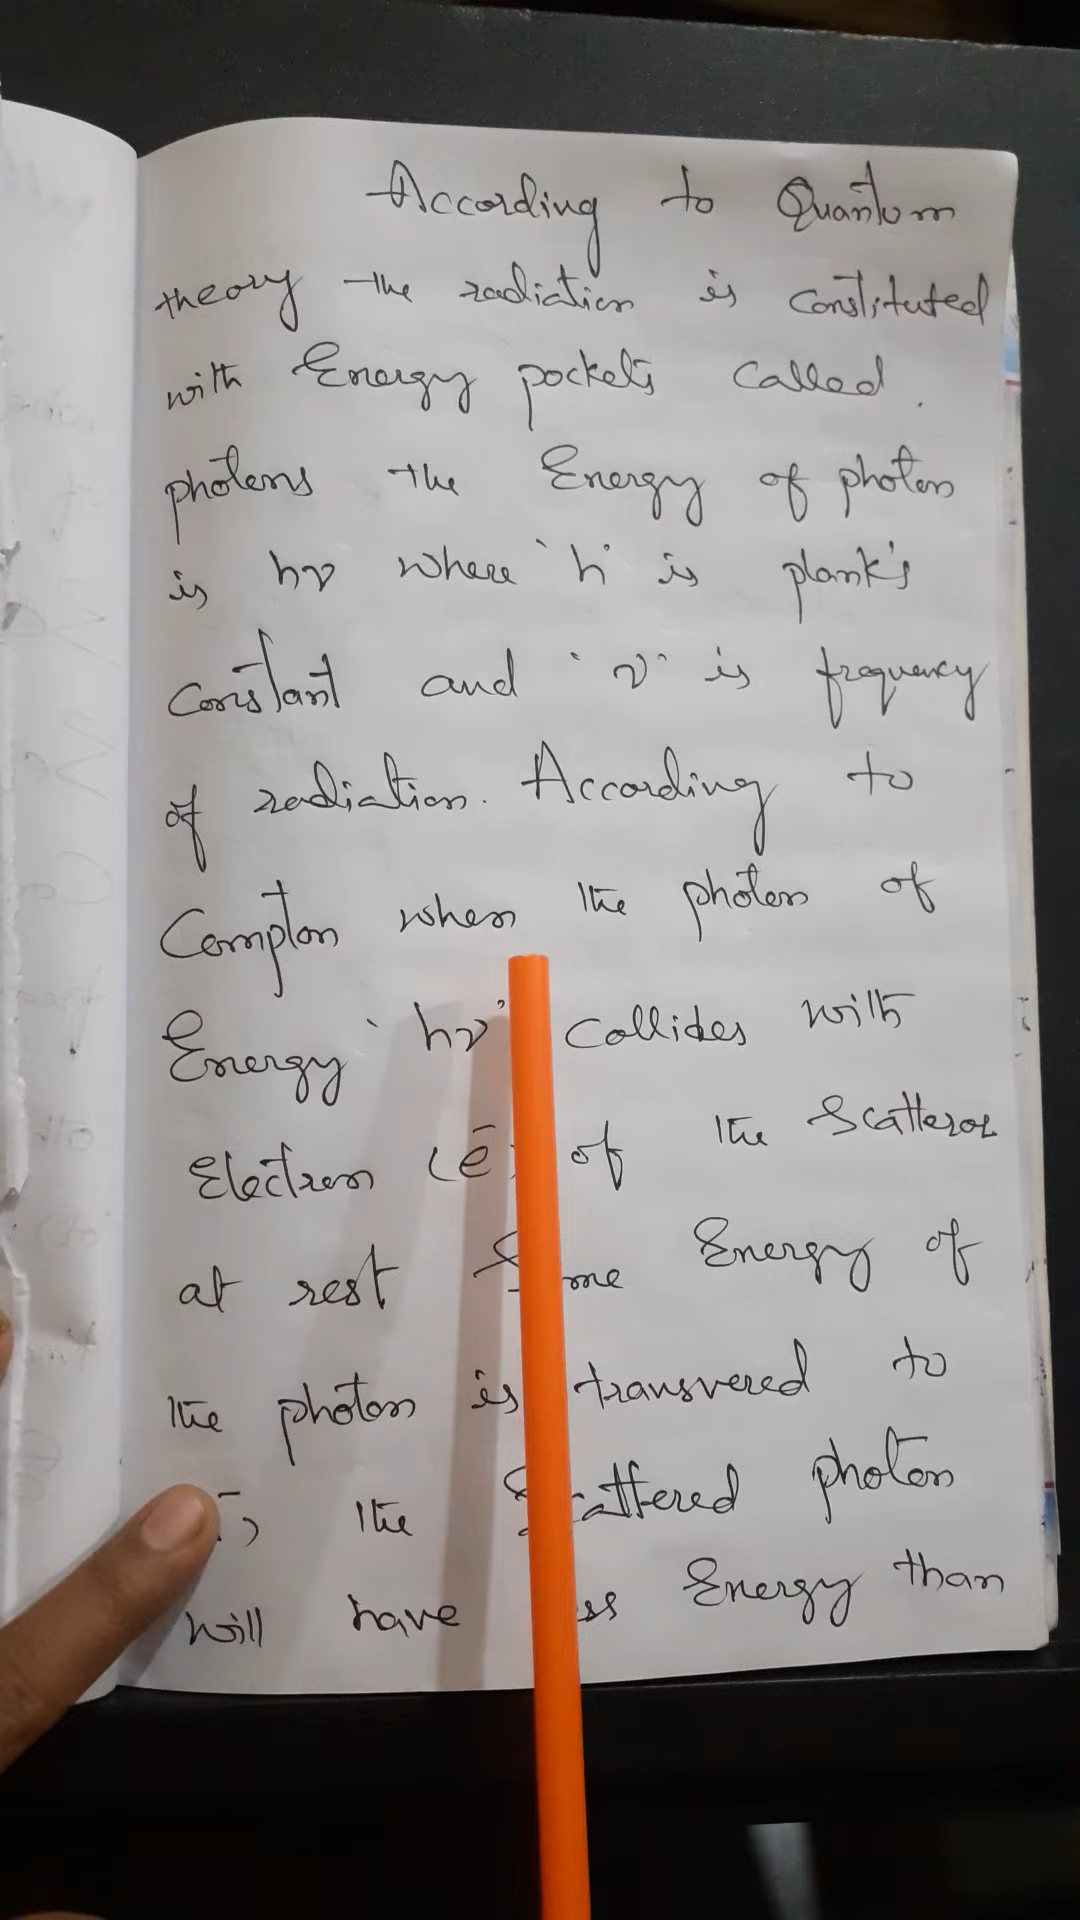 According to Quantum
theory the radiation is constituted
with Energy pockets called
photons the Energy of photon
is hν where 'h' is plank's
constant and 'ν' is frequency
of radiation. According to
Compton when the photon of
Energy 'hν' collides with
Electron (e̅) of the Scatteror
at rest Some Energy of
the photon is transvered to
the Scattered photon
will have Energy than